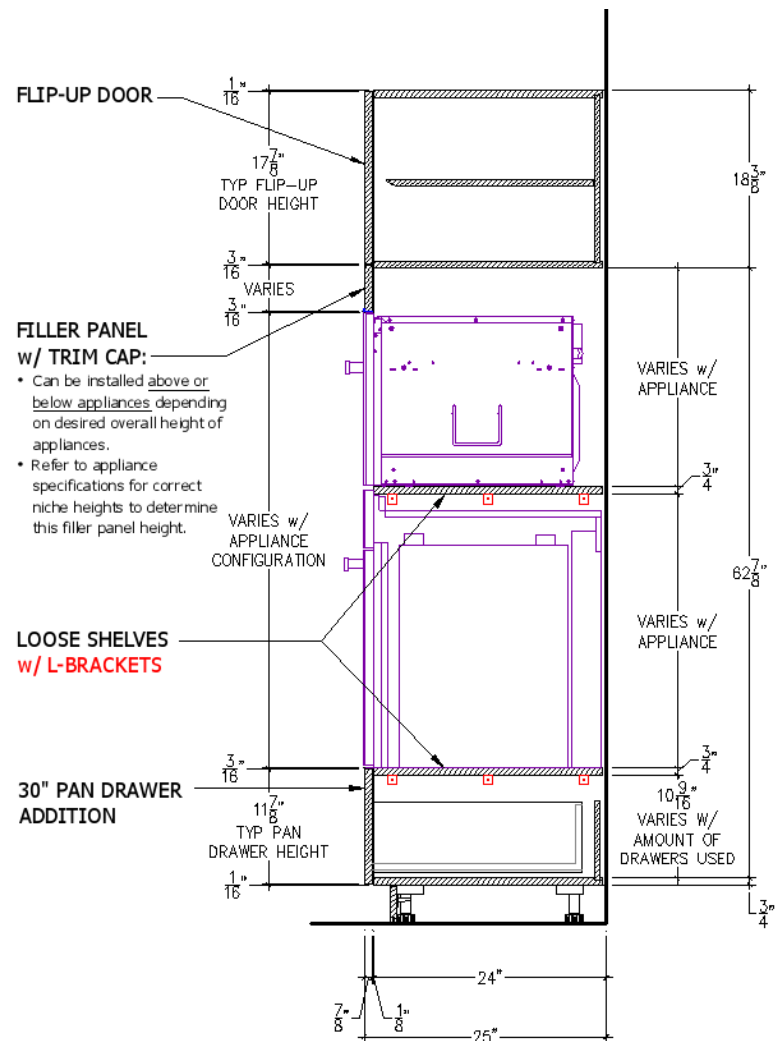 FLIP-UP DOOR
1/16"
17 7/8"
TYP FLIP-UP
DOOR HEIGHT
18 3/8"
3/16"
VARIES
3/16"
FILLER PANEL
w/ TRIM CAP:
• Can be installed above or
below appliances depending
on desired overall height of
appliances.
• Refer to appliance
specifications for correct
niche heights to determine
this filler panel height.
VARIES w/
APPLIANCE
3/4"
VARIES w/
APPLIANCE
CONFIGURATION
62 7/8"
VARIES w/
APPLIANCE
LOOSE SHELVES
w/ L-BRACKETS
3/16"
3/4"
30" PAN DRAWER
ADDITION
11 7/8"
TYP PAN
DRAWER HEIGHT
10 9/16"
VARIES W/
AMOUNT OF
DRAWERS USED
1/16"
3/4"
24"
7/8"
1/8"
25"